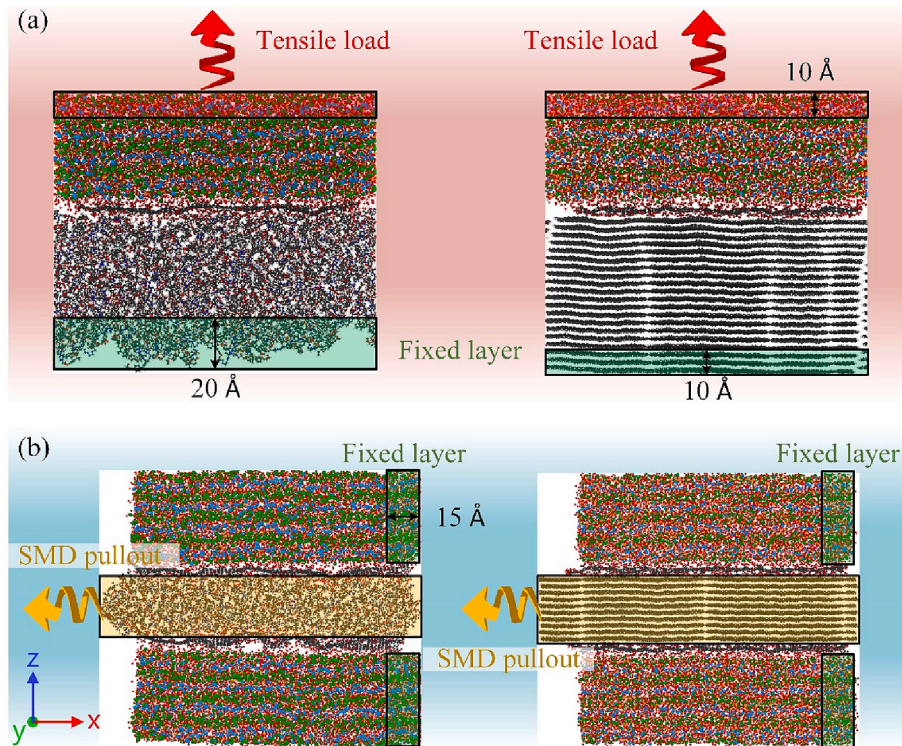 (a)
Tensile load
Tensile load
10 Å
Fixed layer
20 Å
10 Å
(b)
Fixed layer
Fixed layer
15 Å
SMD pullout
SMD pullout
z
y
x